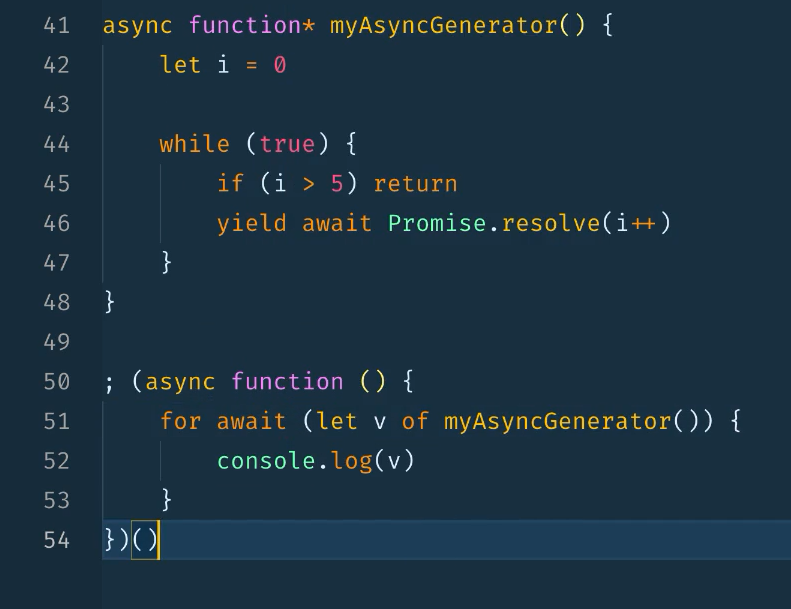 41 async function* myAsyncGenerator() {
42     let i = 0
43
44     while (true) {
45         if (i > 5) return
46         yield await Promise.resolve(i++)
47     }
48 }
49
50 ; (async function () {
51     for await (let v of myAsyncGenerator()) {
52         console.log(v)
53     }
54 })()